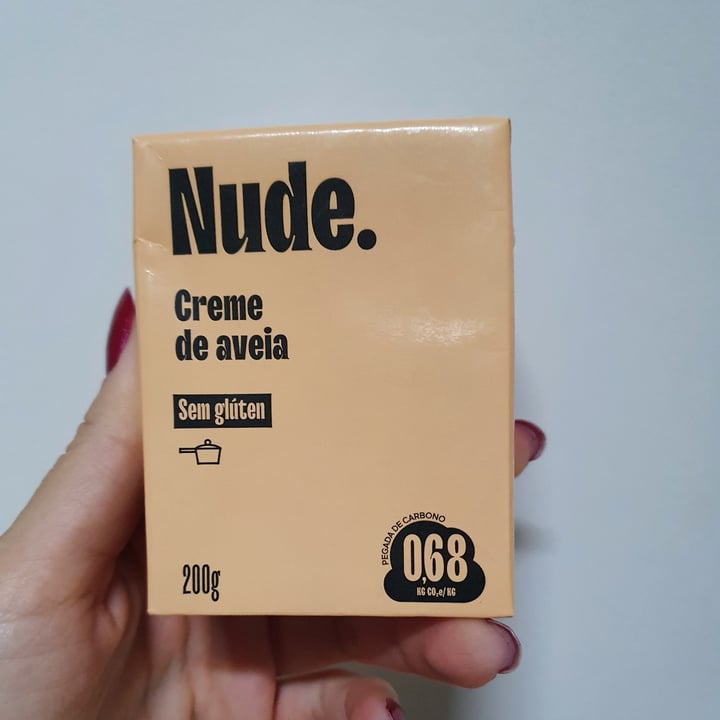 Nude.
Creme
de aveia
Sem glúten
200g
PEGADA DE CARBONO
0,68
KG CO₂e/KG